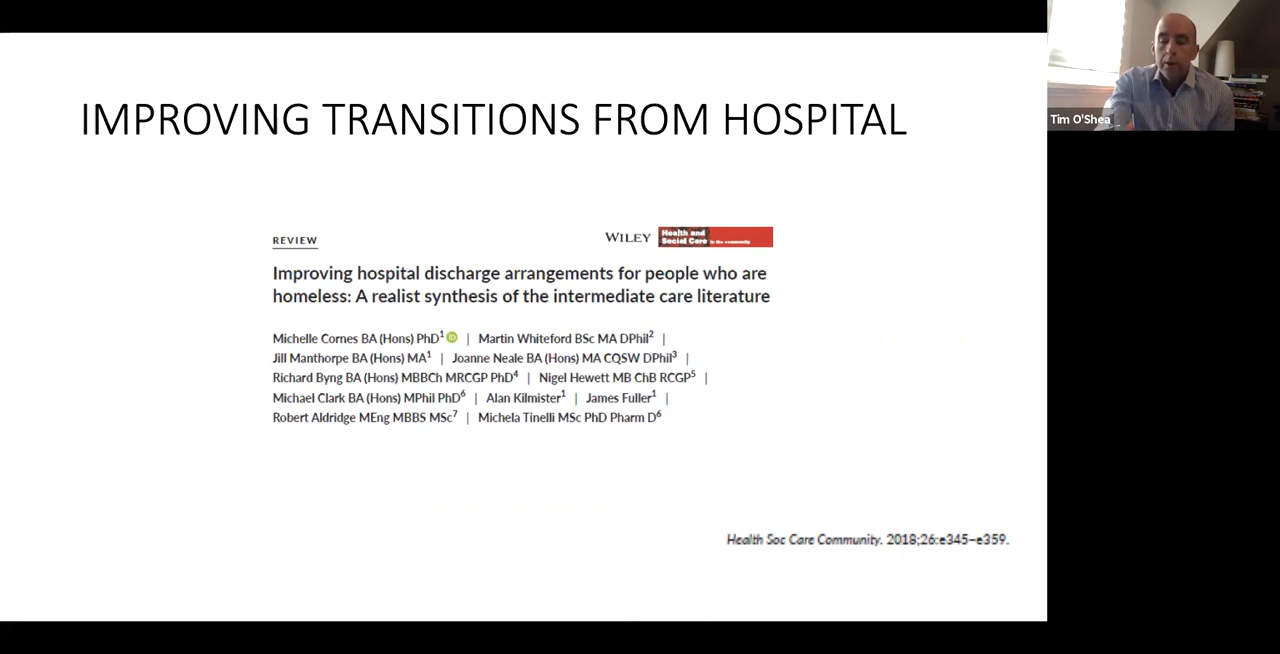 IMPROVING TRANSITIONS FROM HOSPITAL
Tim O'Shea
REVIEW
WILEY Health and Social Care in the community
Improving hospital discharge arrangements for people who are
homeless: A realist synthesis of the intermediate care literature
Michelle Cornes BA (Hons) PhD1 iD | Martin Whiteford BSc MA DPhil2 |
Jill Manthorpe BA (Hons) MA1 | Joanne Neale BA (Hons) MA CQSW DPhil3 |
Richard Byng BA (Hons) MBBCh MRCGP PhD4 | Nigel Hewett MB ChB RCGP5 |
Michael Clark BA (Hons) MPhil PhD6 | Alan Kilmister1 | James Fuller1 |
Robert Aldridge MEng MBBS MSc7 | Michela Tinelli MSc PhD Pharm D6
Health Soc Care Community. 2018;26:e345–e359.